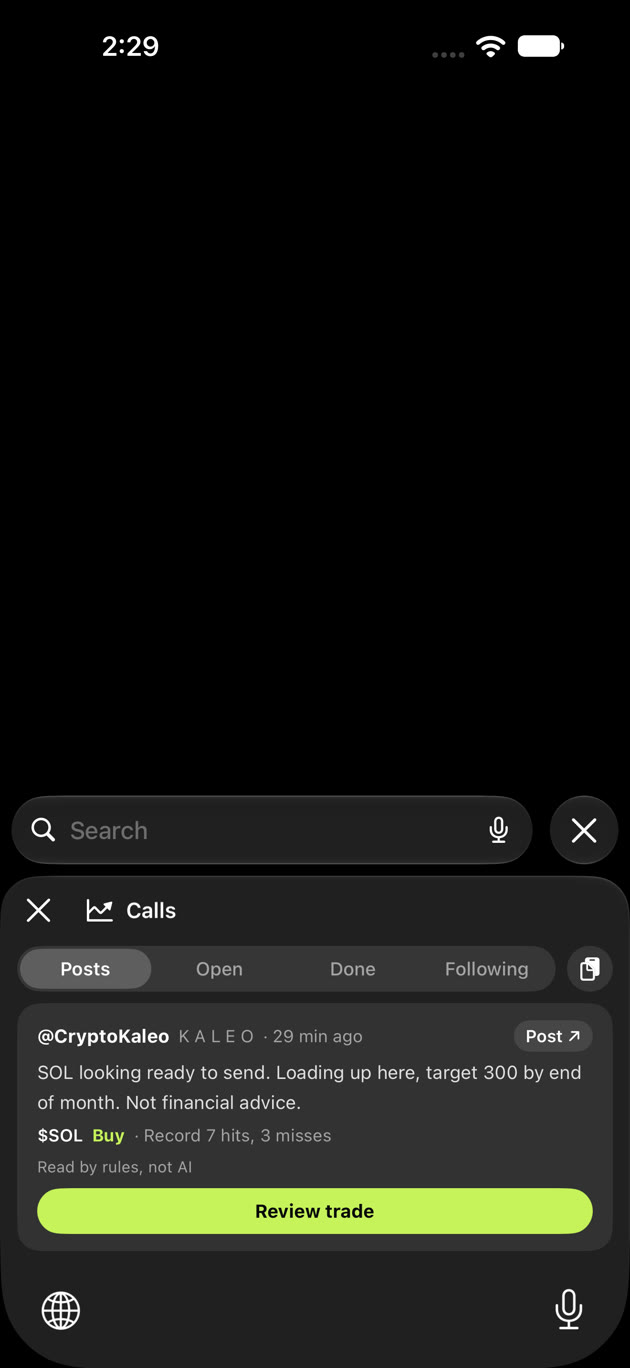 2:29
Search
Calls
Posts Open Done Following
@CryptoKaleo K A L E O · 29 min ago Post ↗
SOL looking ready to send. Loading up here, target 300 by end
of month. Not financial advice.
$SOL Buy · Record 7 hits, 3 misses
Read by rules, not AI
Review trade